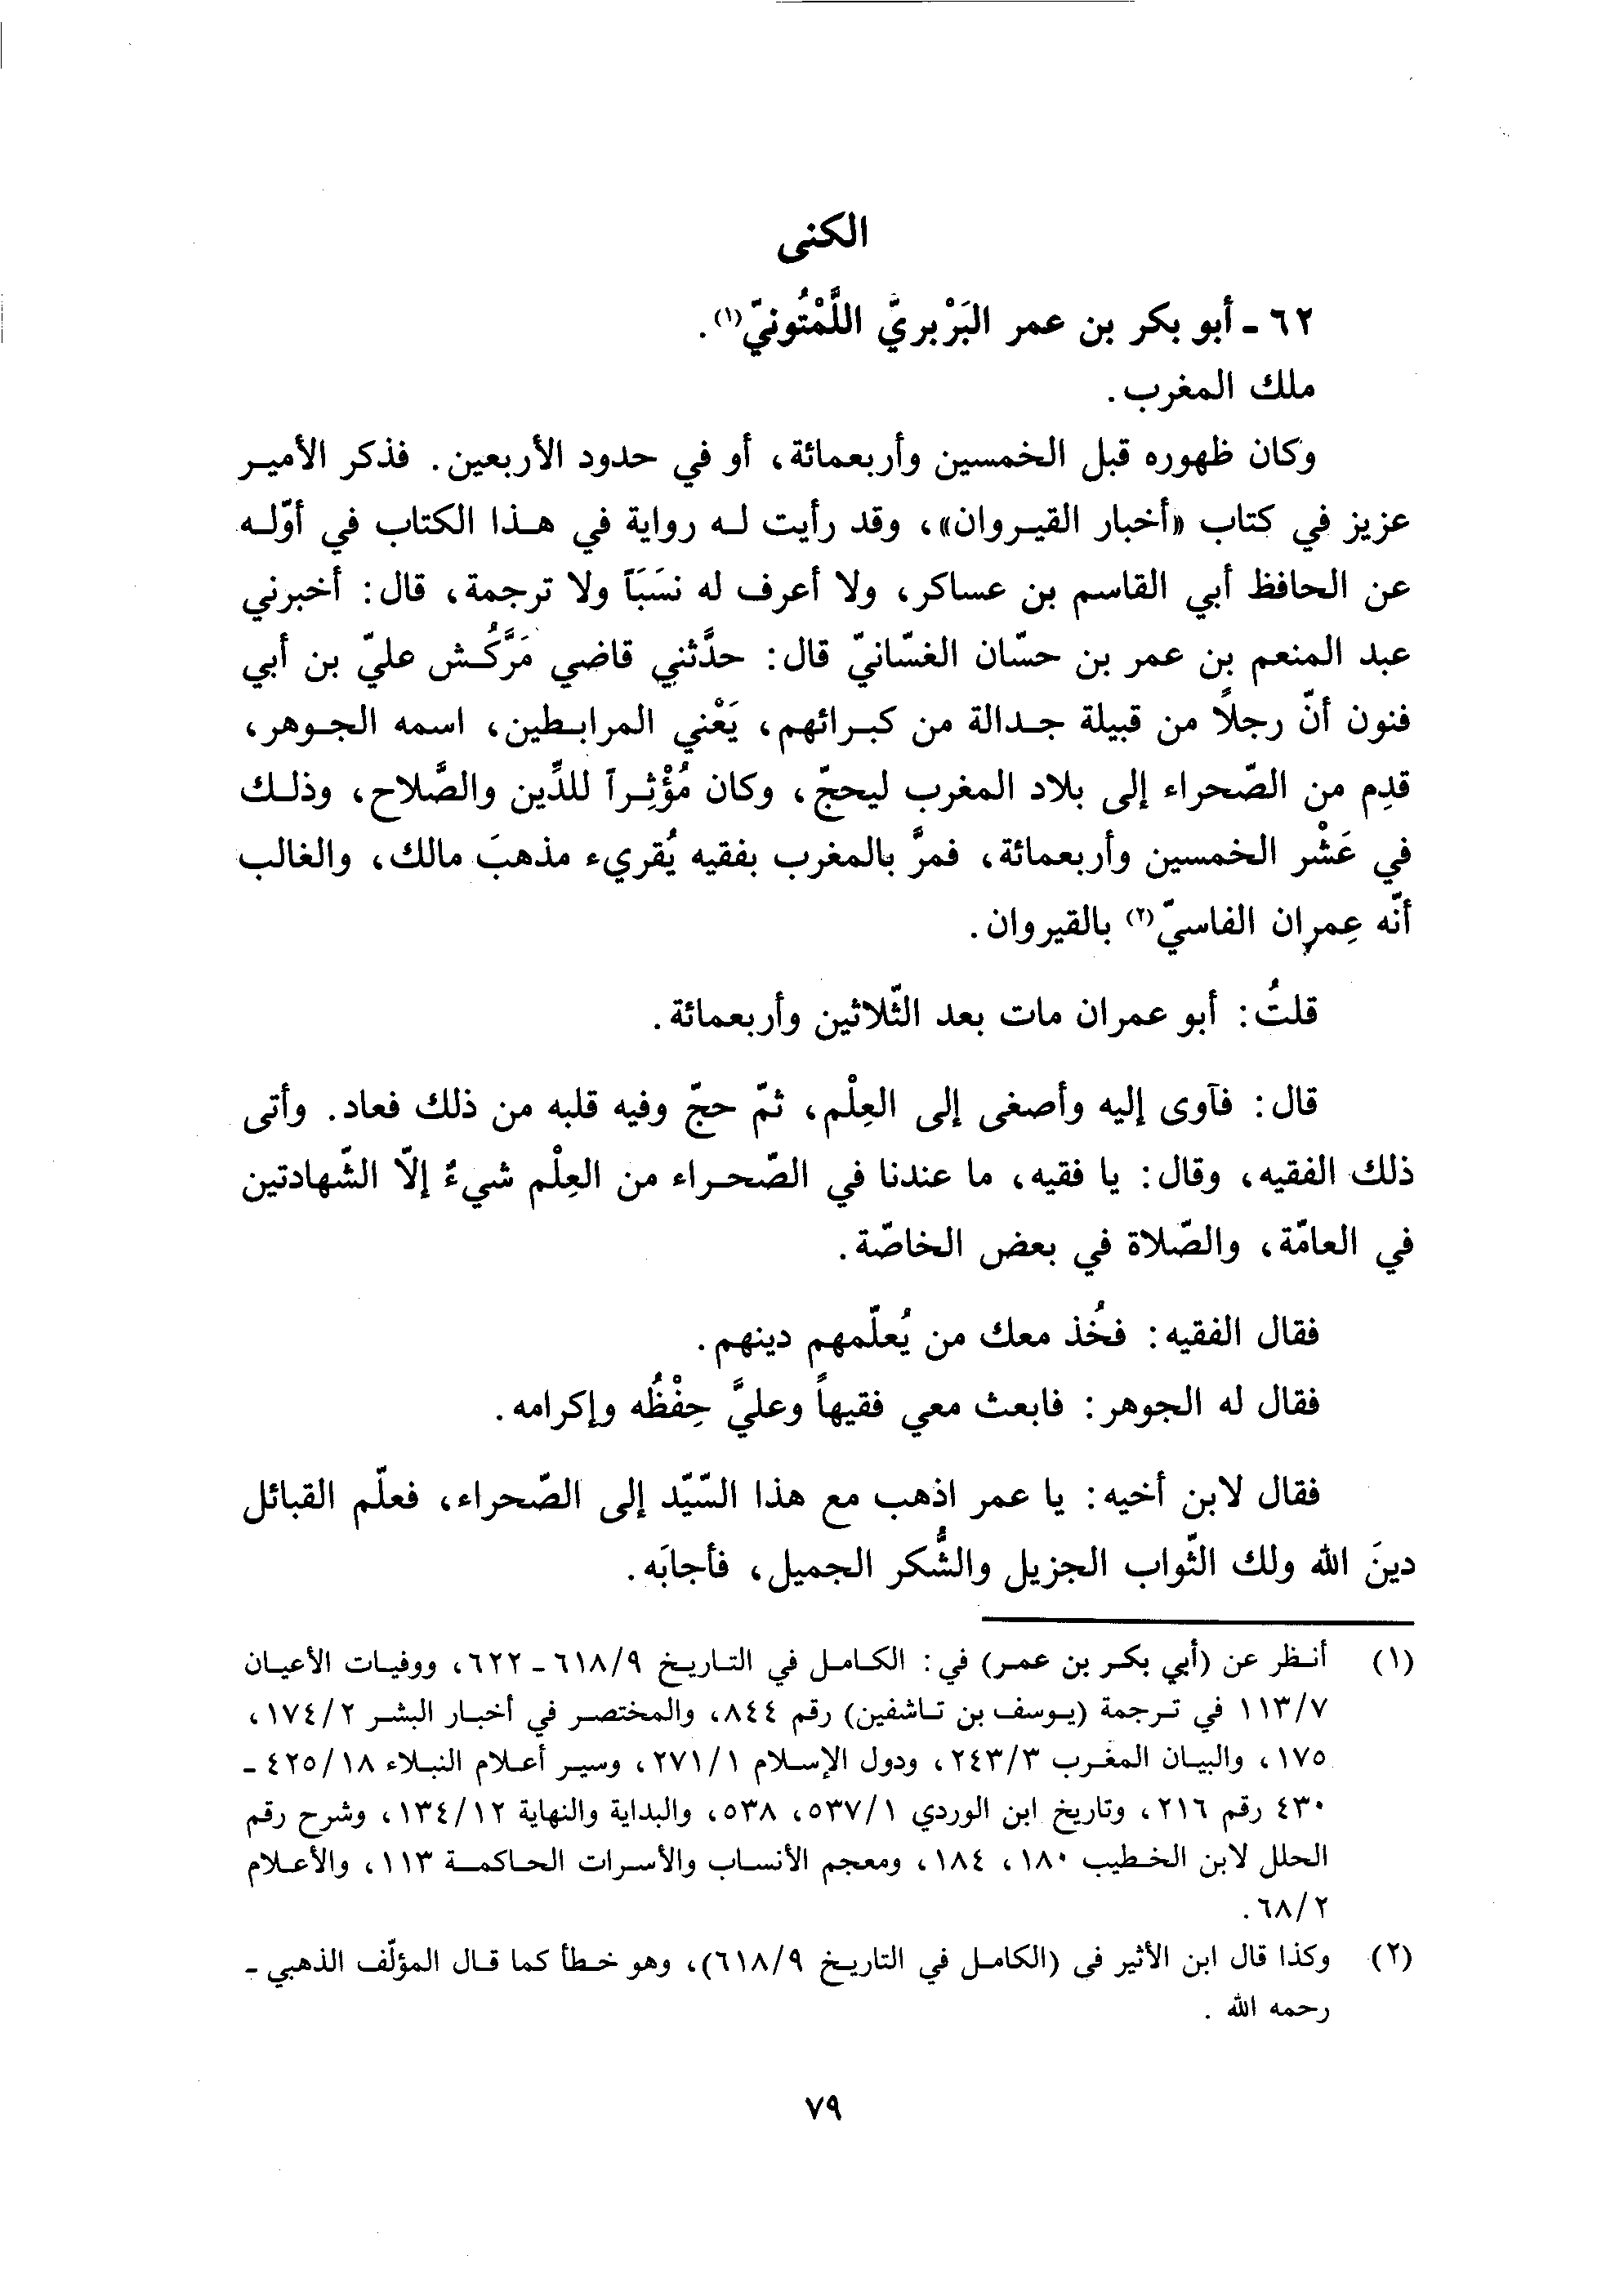 الكنى
٦٢ - أبو بكر بن عمر البَرْبريّ اللَّمْتُونيّ(١).
ملك المغرب.
وكان ظهوره قبل الخمسين وأربعمائة، أو في حدود الأربعين. فذكر الأمير
عزيز في كتاب «أخبار القيروان»، وقد رأيت له رواية في هذا الكتاب في أوّله
عن الحافظ أبي القاسم بن عساكر، ولا أعرف له نسَبَاً ولا ترجمة، قال: أخبرني
عبد المنعم بن عمر بن حسّان الغسّانيّ قال: حدَّثني قاضي مَرَّكُش عليّ بن أبي
فنون أنّ رجلًا من قبيلة جدالة من كبرائهم، يَعْني المرابطين، اسمه الجوهر،
قدِم من الصّحراء إلى بلاد المغرب ليحجّ، وكان مُؤْثِراً للدِّين والصَّلاح، وذلك
في عَشْر الخمسين وأربعمائة، فمرَّ بالمغرب بفقيه يُقريء مذهبَ مالك، والغالب
أنّه عِمران الفاسيّ(٢) بالقيروان.
قلتُ: أبو عمران مات بعد الثّلاثين وأربعمائة.
قال: فآوى إليه وأصغى إلى العِلْم، ثمّ حجّ وفيه قلبه من ذلك فعاد. وأتى
ذلك الفقيه، وقال: يا فقيه، ما عندنا في الصّحراء من العِلْم شيءٌ إلّا الشّهادتين
في العامّة، والصّلاة في بعض الخاصّة.
فقال الفقيه: فخُذ معك من يُعلّمهم دينهم.
فقال له الجوهر: فابعث معي فقيهاً وعليَّ حِفْظُه وإكرامه.
فقال لابن أخيه: يا عمر اذهب مع هذا السّيّد إلى الصّحراء، فعلّم القبائل
دينَ الله ولك الثّواب الجزيل والشُّكر الجميل، فأجابَه.
(١) أنظر عن (أبي بكر بن عمر) في: الكامل في التاريخ ٩/٦١٨ - ٦٢٢، ووفيات الأعيان
٧/١١٣ في ترجمة (يوسف بن تاشفين) رقم ٨٤٤، والمختصر في أخبار البشر ٢/١٧٤،
١٧٥، والبيان المغرب ٣/٢٤٣، ودول الإسلام ١/٢٧١، وسير أعلام النبلاء ١٨/٤٢٥ -
٤٣٠ رقم ٢١٦، وتاريخ ابن الوردي ١/٥٣٧، ٥٣٨، والبداية والنهاية ١٢/١٣٤، وشرح رقم
الحلل لابن الخطيب ١٨٠، ١٨٤، ومعجم الأنساب والأسرات الحاكمة ١١٣، والأعلام
٢/٦٨.
(٢) وكذا قال ابن الأثير في (الكامل في التاريخ ٩/٦١٨)، وهو خطأ كما قال المؤلّف الذهبي -
رحمه الله .
٧٩